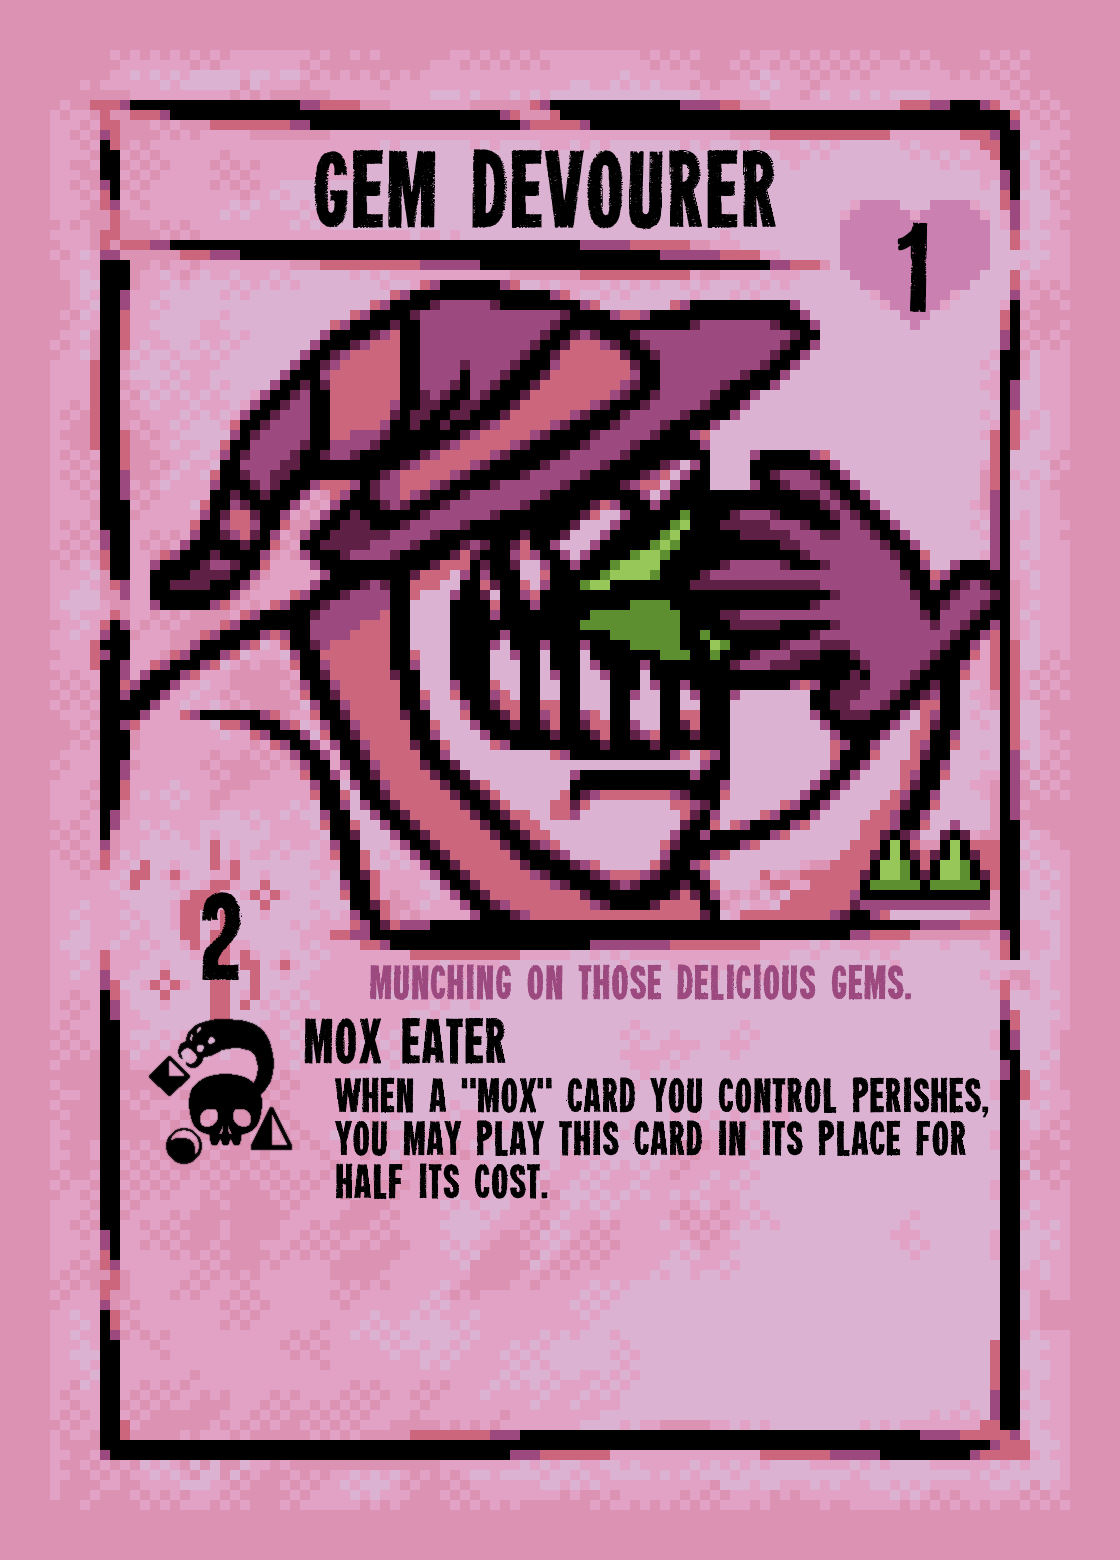 GEM DEVOURER
1
2
MUNCHING ON THOSE DELICIOUS GEMS.
MOX EATER
WHEN A "MOX" CARD YOU CONTROL PERISHES,
YOU MAY PLAY THIS CARD IN ITS PLACE FOR
HALF ITS COST.